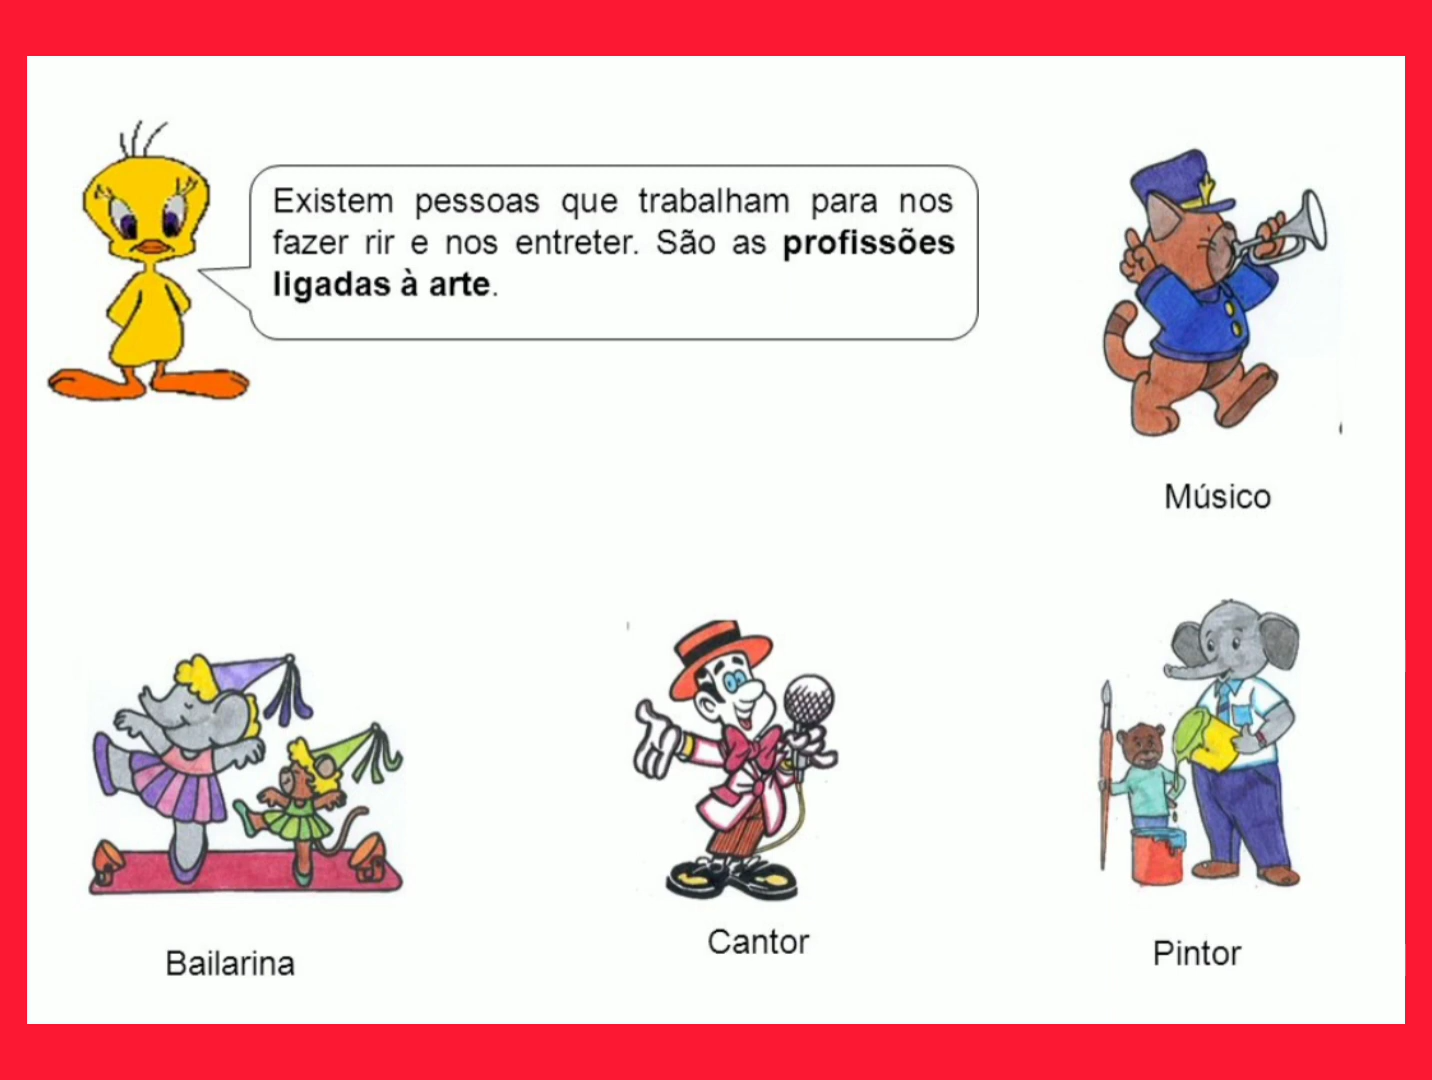 Existem pessoas que trabalham para nos
fazer rir e nos entreter. São as profissões
ligadas à arte.
Músico
Bailarina
Cantor
Pintor